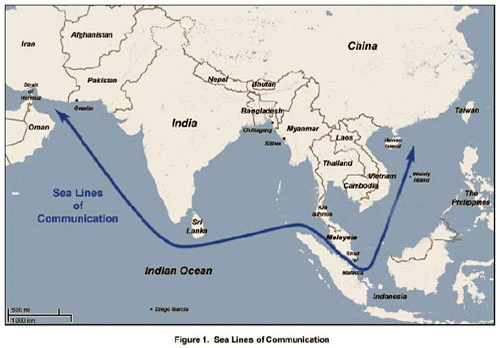 Iran
Afghanistan
China
Strait
of
Hormuz
Pakistan
Gwadar
Nepal
Bhutan
Bangladesh
Taiwan
Oman
India
Chittagong
Sittwe
Myanmar
Laos
Hainan
Island
Thailand
Vietnam
Woody
Island
Cambodia
The
Philippines
Sea Lines
of
Communication
Sri
Lanka
Kra
Isthmus
Malaysia
Strait of
Malacca
Indian Ocean
Indonesia
Diego Garcia
500 mi
1000 km
Figure 1. Sea Lines of Communication